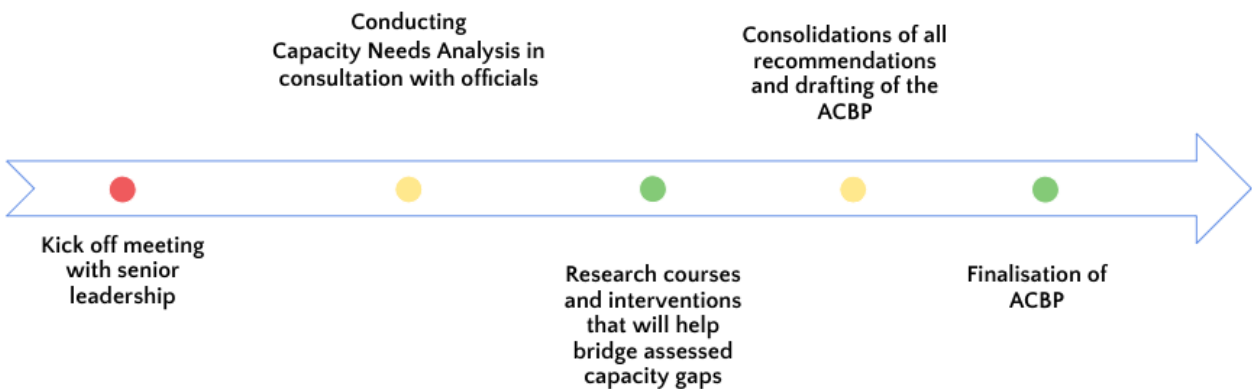 Conducting
Capacity Needs Analysis in
consultation with officials
Consolidations of all
recommendations
and drafting of the
ACBP
Kick off meeting
with senior
leadership
Research courses
and interventions
that will help
bridge assessed
capacity gaps
Finalisation of
ACBP